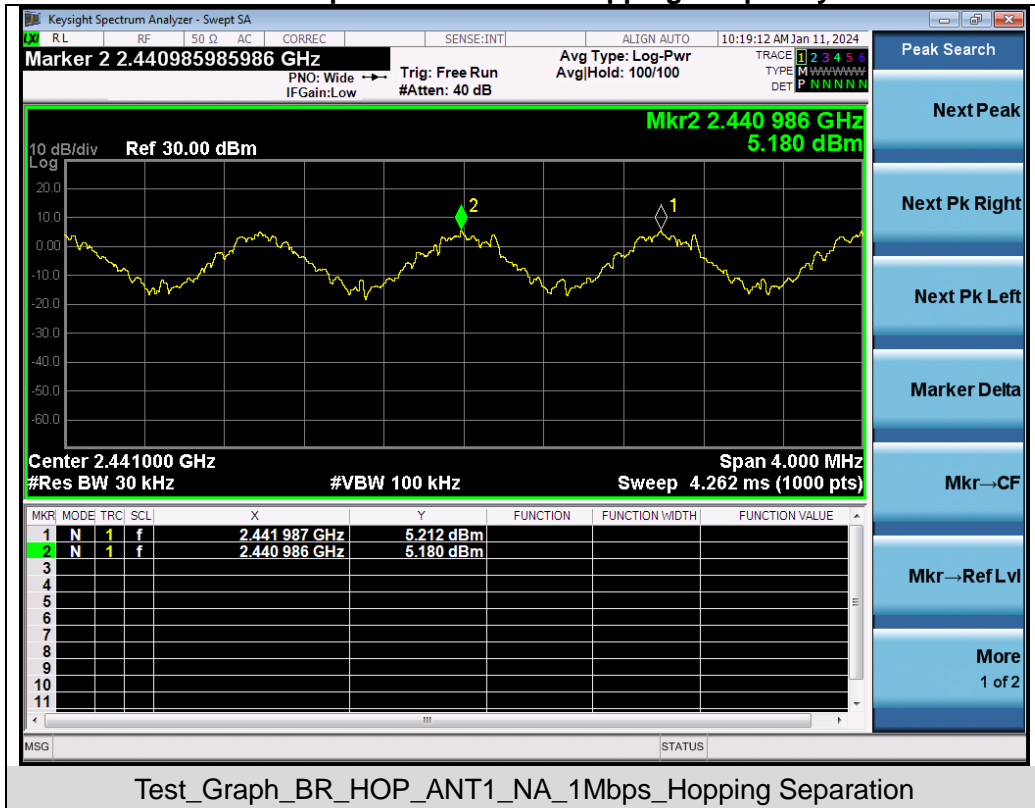 Keysight Spectrum Analyzer - Swept SA
LXI RL RF 50 Ω AC CORREC SENSE:INT ALIGN AUTO 10:19:12 AM Jan 11, 2024
Marker 2 2.440985985986 GHz
PNO: Wide
IFGain:Low
Trig: Free Run
#Atten: 40 dB
Avg Type: Log-Pwr
Avg|Hold: 100/100
TRACE 1 2 3 4 5 6
TYPE M WWWWW
DET P N N N N N
Mkr2 2.440 986 GHz
5.180 dBm
10 dB/div Ref 30.00 dBm
Log
20.0
10.0
0.00
-10.0
-20.0
-30.0
-40.0
-50.0
-60.0
2
1
Center 2.441000 GHz Span 4.000 MHz
#Res BW 30 kHz #VBW 100 kHz Sweep 4.262 ms (1000 pts)
MKR MODE TRC SCL X Y FUNCTION FUNCTION WIDTH FUNCTION VALUE
1 N 1 f 2.441 987 GHz 5.212 dBm
2 N 1 f 2.440 986 GHz 5.180 dBm
3
4
5
6
7
8
9
10
11
MSG STATUS
Peak Search
Next Peak
Next Pk Right
Next Pk Left
Marker Delta
Mkr→CF
Mkr→Ref Lvl
More
1 of 2
Test_Graph_BR_HOP_ANT1_NA_1Mbps_Hopping Separation